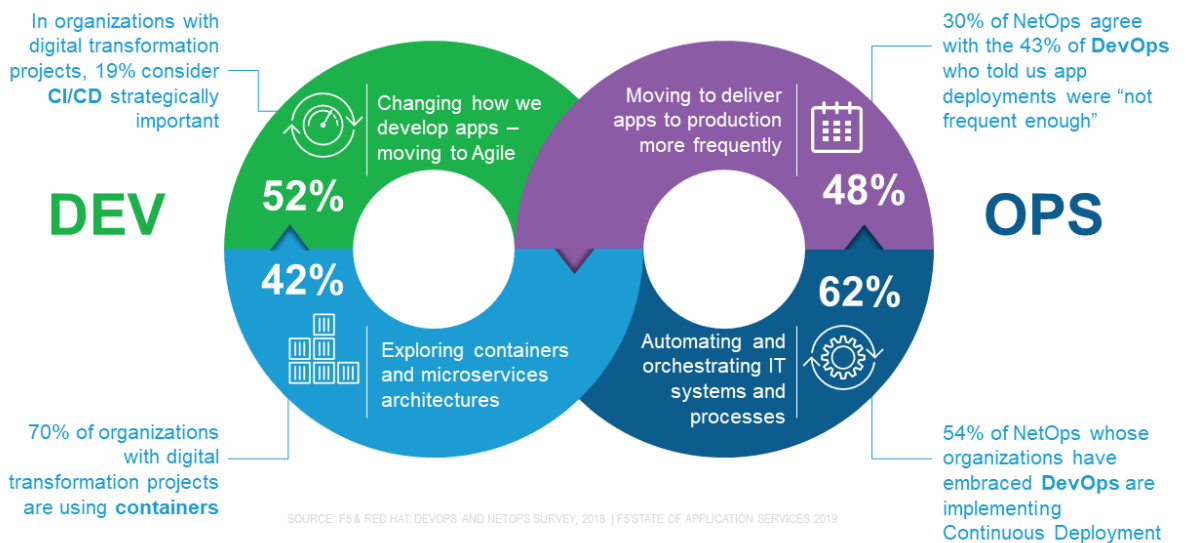 In organizations with
digital transformation
projects, 19% consider
CI/CD strategically
important
30% of NetOps agree
with the 43% of DevOps
who told us app
deployments were “not
frequent enough”
Changing how we
develop apps –
moving to Agile
52%
Moving to deliver
apps to production
more frequently
48%
DEV
OPS
42%
Exploring containers
and microservices
architectures
62%
Automating and
orchestrating IT
systems and
processes
70% of organizations
with digital
transformation projects
are using containers
54% of NetOps whose
organizations have
embraced DevOps are
implementing
Continuous Deployment
SOURCE: F5 & RED HAT: DEVOPS AND NETOPS SURVEY, 2018 | F5 STATE OF APPLICATION SERVICES 2019